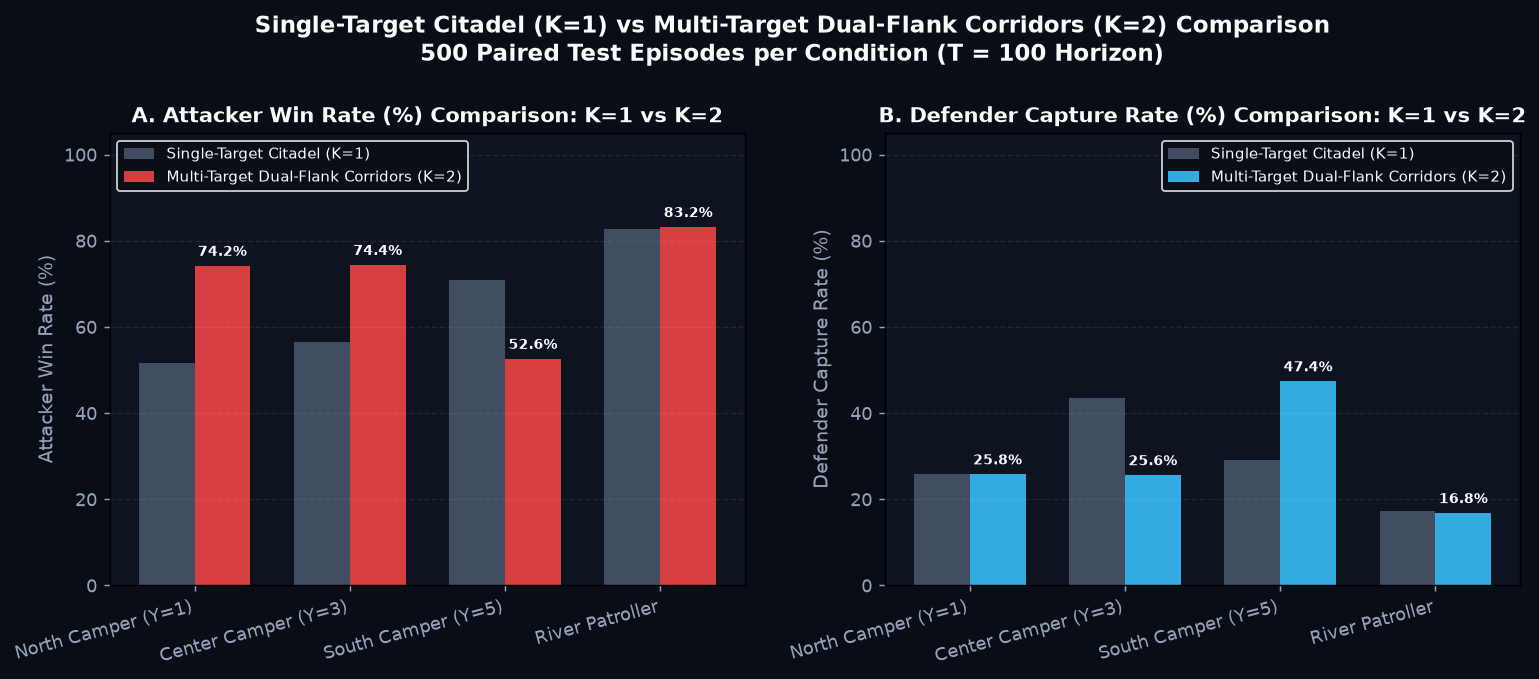 Single-Target Citadel (K=1) vs Multi-Target Dual-Flank Corridors (K=2) Comparison
500 Paired Test Episodes per Condition (T = 100 Horizon)
A. Attacker Win Rate (%) Comparison: K=1 vs K=2
Single-Target Citadel (K=1)
Multi-Target Dual-Flank Corridors (K=2)
Attacker Win Rate (%)
100
80
60
40
20
0
74.2%
74.4%
52.6%
83.2%
North Camper (Y=1)
Center Camper (Y=3)
South Camper (Y=5)
River Patroller
B. Defender Capture Rate (%) Comparison: K=1 vs K=2
Single-Target Citadel (K=1)
Multi-Target Dual-Flank Corridors (K=2)
Defender Capture Rate (%)
100
80
60
40
20
0
25.8%
25.6%
47.4%
16.8%
North Camper (Y=1)
Center Camper (Y=3)
South Camper (Y=5)
River Patroller